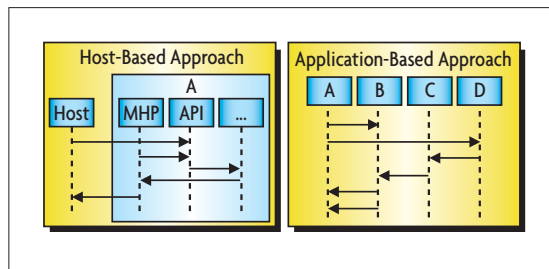 Host-Based Approach
A
Host MHP API ...
Application-Based Approach
A B C D